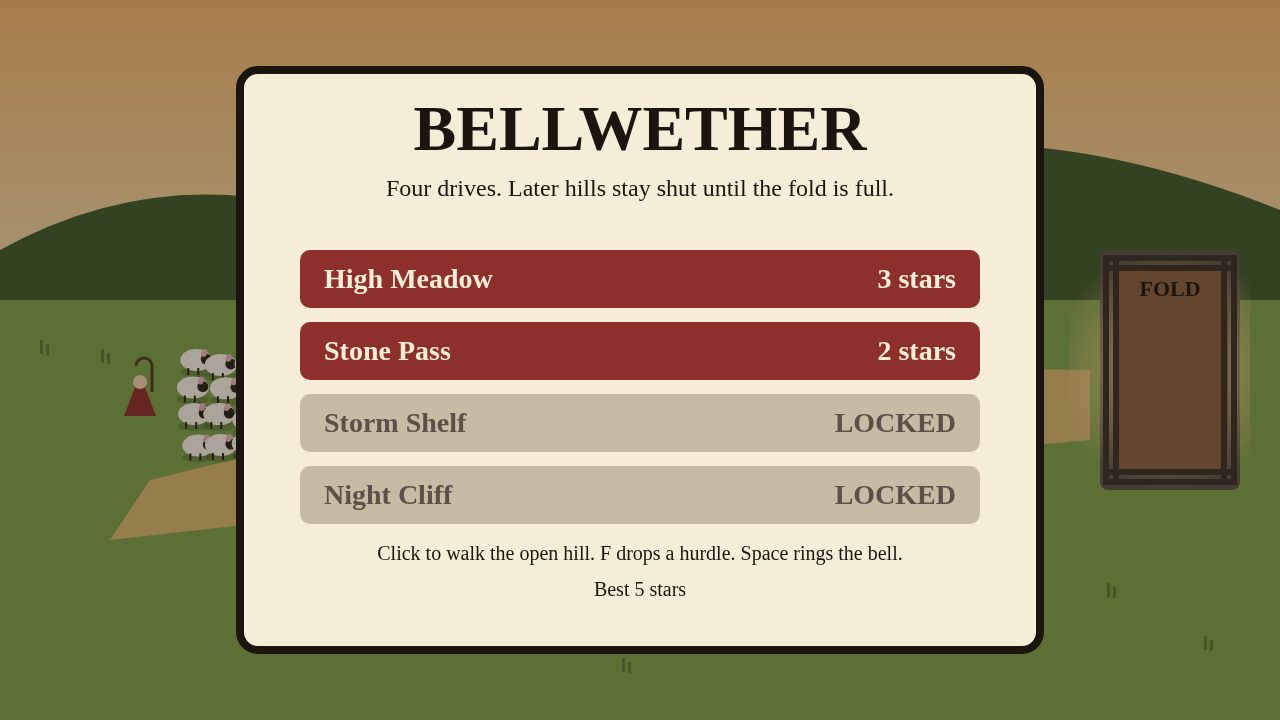 BELLWETHER
Four drives. Later hills stay shut until the fold is full.
High Meadow 3 stars
Stone Pass 2 stars
Storm Shelf LOCKED
Night Cliff LOCKED
Click to walk the open hill. F drops a hurdle. Space rings the bell.
Best 5 stars
FOLD